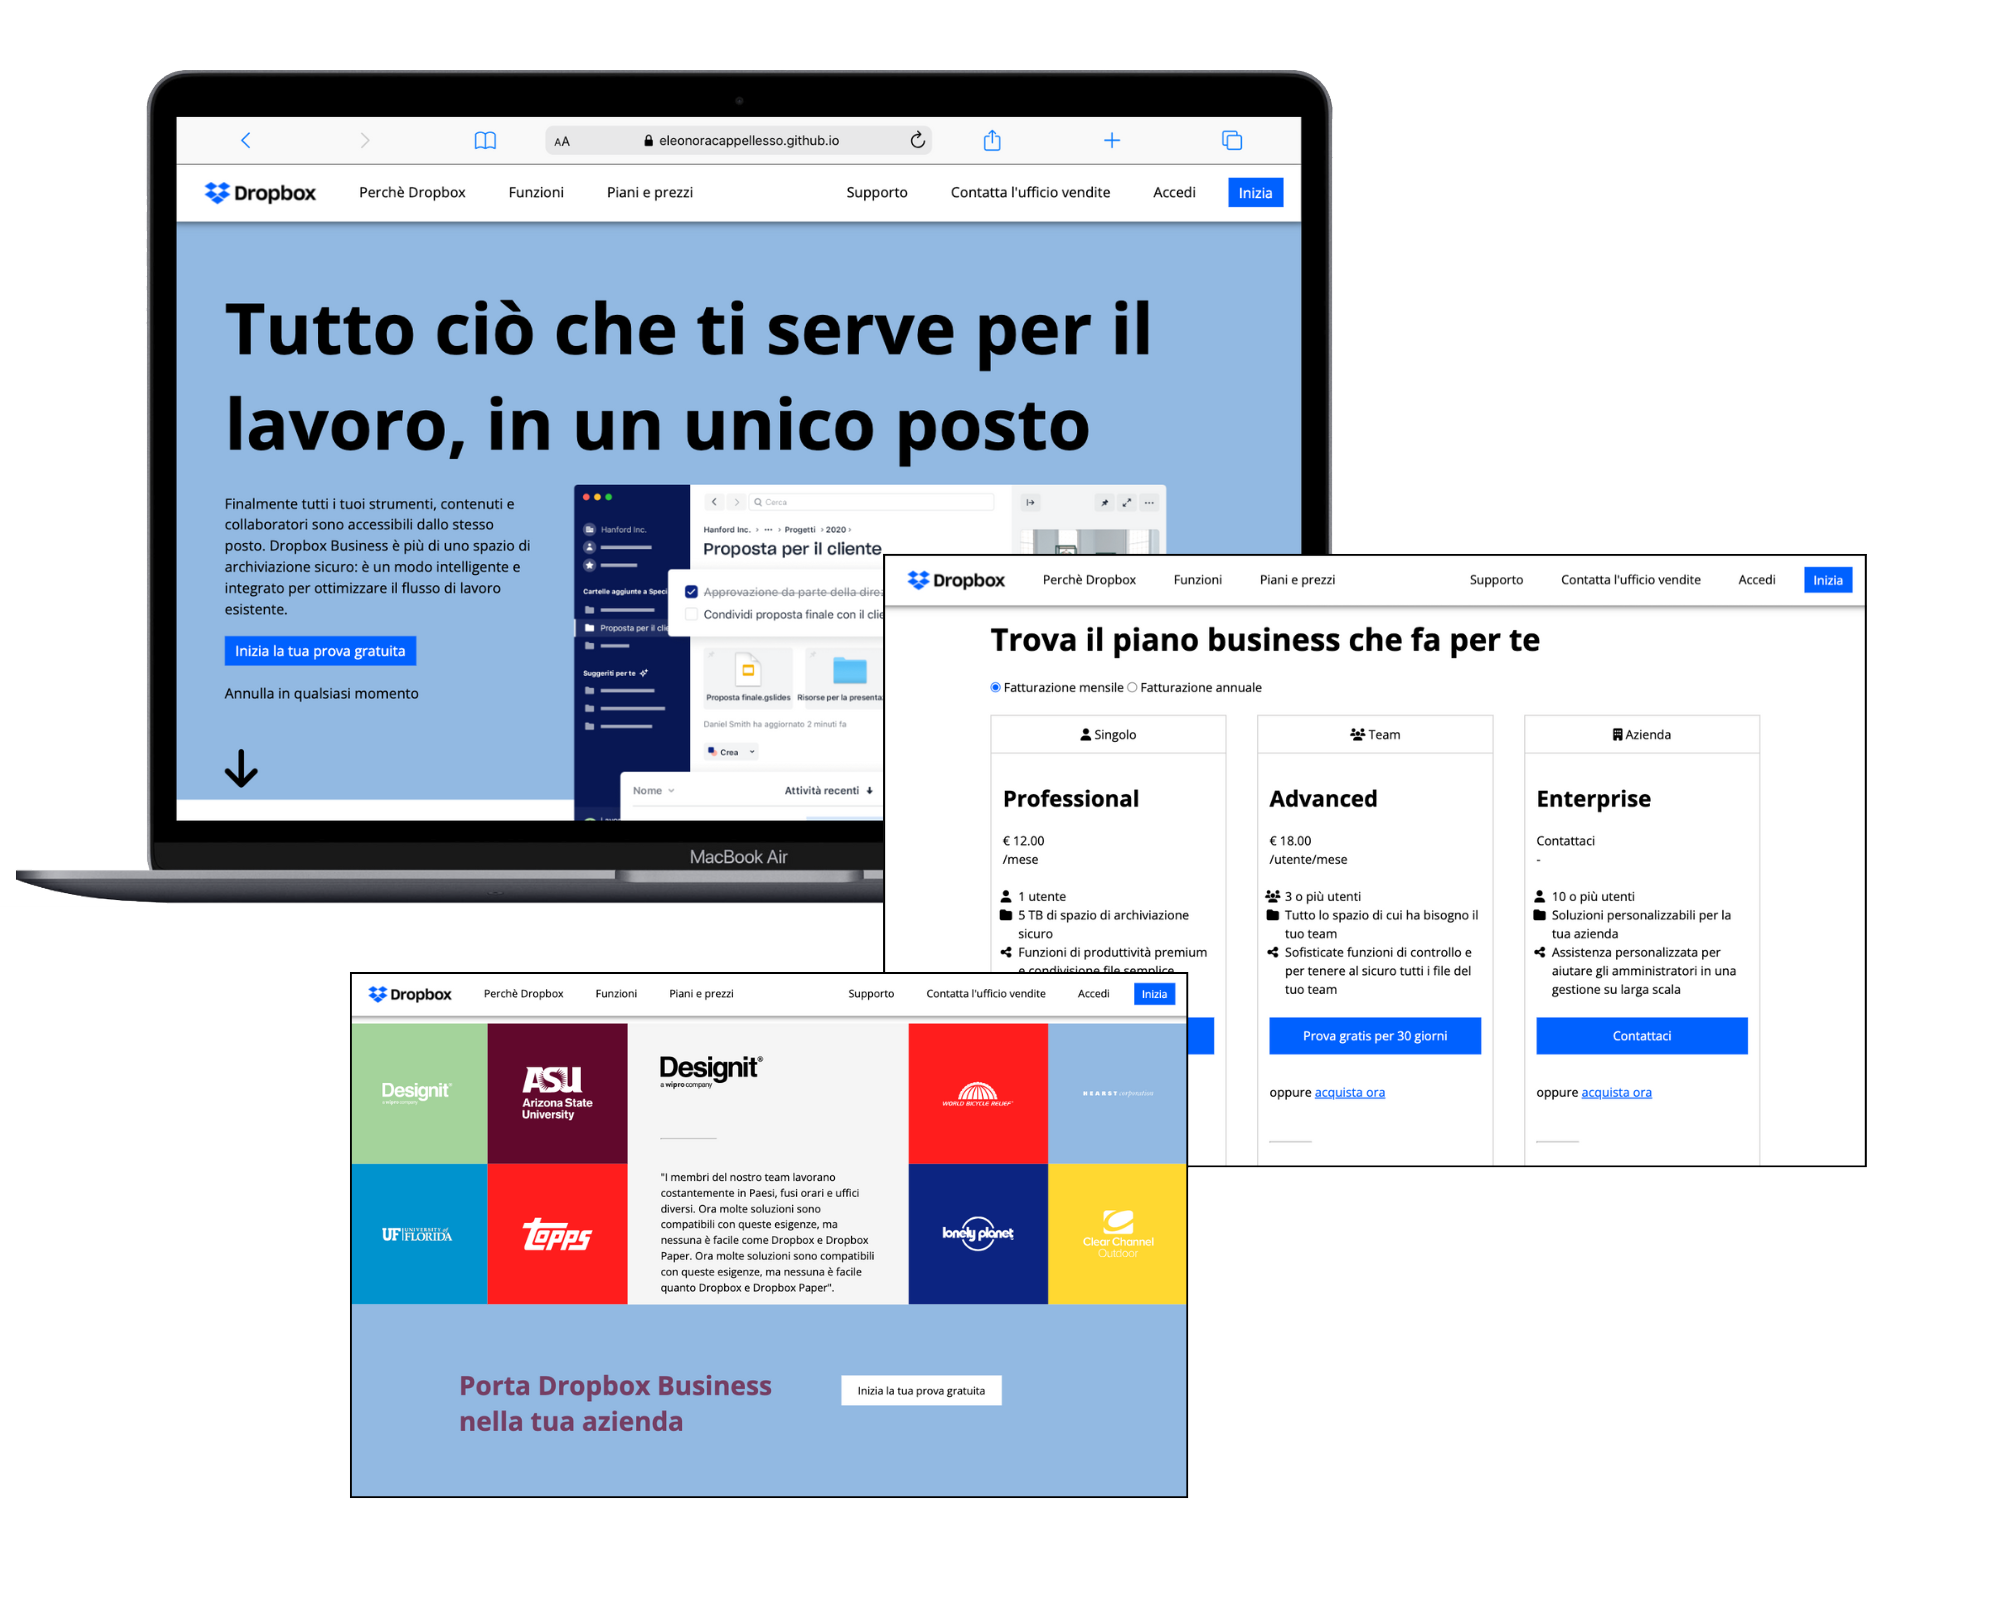 AA eleonoracappellesso.github.io
Dropbox Perchè Dropbox Funzioni Piani e prezzi Supporto Contatta l'ufficio vendite Accedi Inizia
Tutto ciò che ti serve per il
lavoro, in un unico posto
Finalmente tutti i tuoi strumenti, contenuti e
collaboratori sono accessibili dallo stesso
posto. Dropbox Business è più di uno spazio di
archiviazione sicuro: è un modo intelligente e
integrato per ottimizzare il flusso di lavoro
esistente.
Inizia la tua prova gratuita
Annulla in qualsiasi momento
Hanford Inc.
Cartelle aggiunte a Speci
Proposta per il clie
Suggeriti per te
Cerca
Hanford Inc. > ··· > Progetti > 2020 >
Proposta per il cliente
Approvazione da parte della direz
Condividi proposta finale con il clie
Proposta finale.gslides Risorse per la presenta
Daniel Smith ha aggiornato 2 minuti fa
Crea
Nome Attività recenti
MacBook Air
Dropbox Perchè Dropbox Funzioni Piani e prezzi Supporto Contatta l'ufficio vendite Accedi Inizia
Trova il piano business che fa per te
Fatturazione mensile Fatturazione annuale
Singolo
Professional
€ 12.00
/mese
1 utente
5 TB di spazio di archiviazione
sicuro
Funzioni di produttività premium
e condivisione file semplice
Team
Advanced
€ 18.00
/utente/mese
3 o più utenti
Tutto lo spazio di cui ha bisogno il
tuo team
Sofisticate funzioni di controllo e
per tenere al sicuro tutti i file del
tuo team
Prova gratis per 30 giorni
oppure acquista ora
Azienda
Enterprise
Contattaci
-
10 o più utenti
Soluzioni personalizzabili per la
tua azienda
Assistenza personalizzata per
aiutare gli amministratori in una
gestione su larga scala
Contattaci
oppure acquista ora
Dropbox Perchè Dropbox Funzioni Piani e prezzi Supporto Contatta l'ufficio vendite Accedi Inizia
Designit®
a wipro company
ASU
Arizona State
University
Designit®
a wipro company
WORLD BICYCLE RELIEF
HEARST corporation
UF UNIVERSITY of
FLORIDA
Topps
"I membri del nostro team lavorano
costantemente in Paesi, fusi orari e uffici
diversi. Ora molte soluzioni sono
compatibili con queste esigenze, ma
nessuna è facile come Dropbox e Dropbox
Paper. Ora molte soluzioni sono compatibili
con queste esigenze, ma nessuna è facile
quanto Dropbox e Dropbox Paper".
lonely planet
Clear Channel
Outdoor
Porta Dropbox Business
nella tua azienda
Inizia la tua prova gratuita